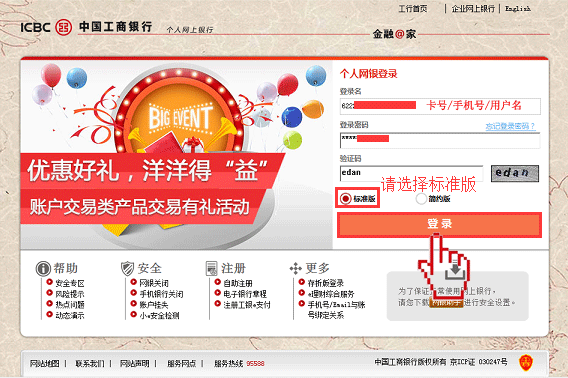 工行首页 | 企业网上银行 | English
ICBC 中国工商银行 个人网上银行
金融@家
BIG EVENT
优惠好礼，洋洋得“益”
账户交易类产品交易有礼活动
个人网银登录
登录名
622 卡号/手机号/用户名
登录密码 忘记登录密码？
****
验证码
edan edan
请选择标准版
标准版 简约版
登 录
帮助 安全 注册 更多
安全专区 网银关闭 自助注册 存折版登录
风险提示 手机银行关闭 电子银行章程 e理财综合服务
热点问题 账户挂失 注册工银e支付 手机号/Email与账
动态演示 小e安全检测 号绑定关系
为了保证正常使用网上银行，
请您下载 进行安全设置。
网站地图 | 联系我们 | 网站声明 | 服务网点 | 服务热线 95588
中国工商银行版权所有 京ICP证 030247号